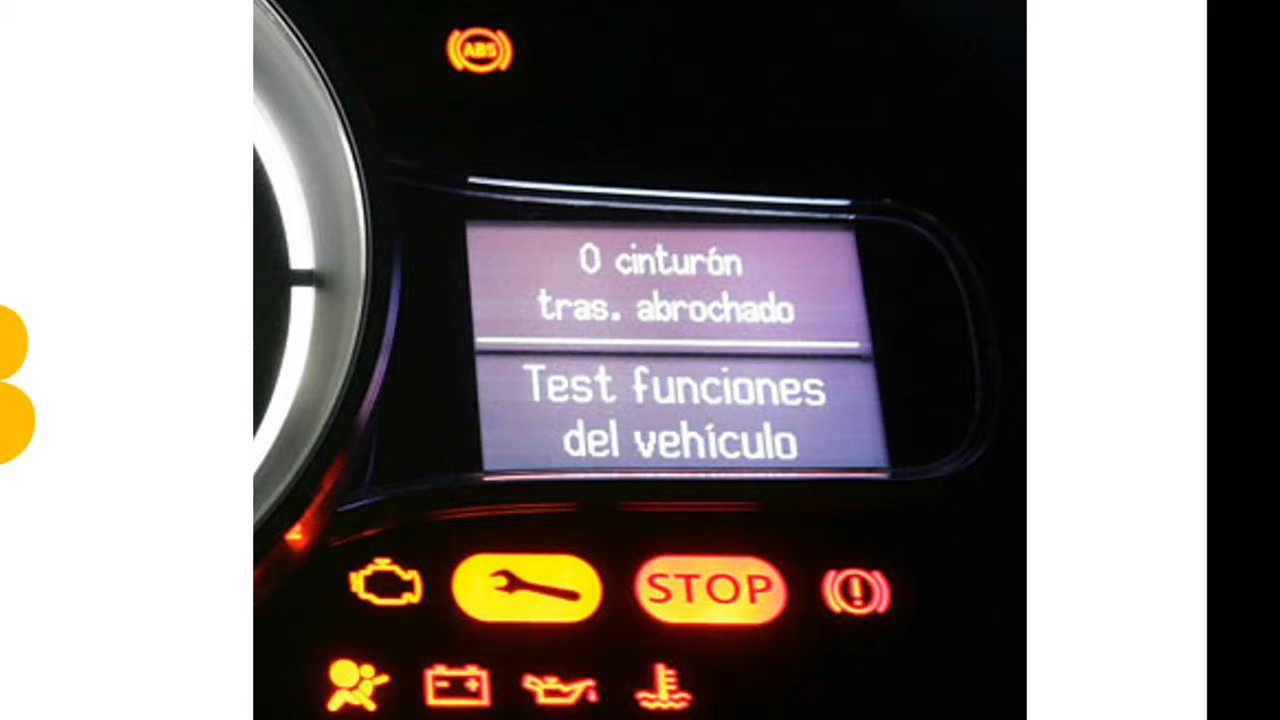 ABS
0 cinturón
tras. abrochado
Test funciones
del vehículo
STOP